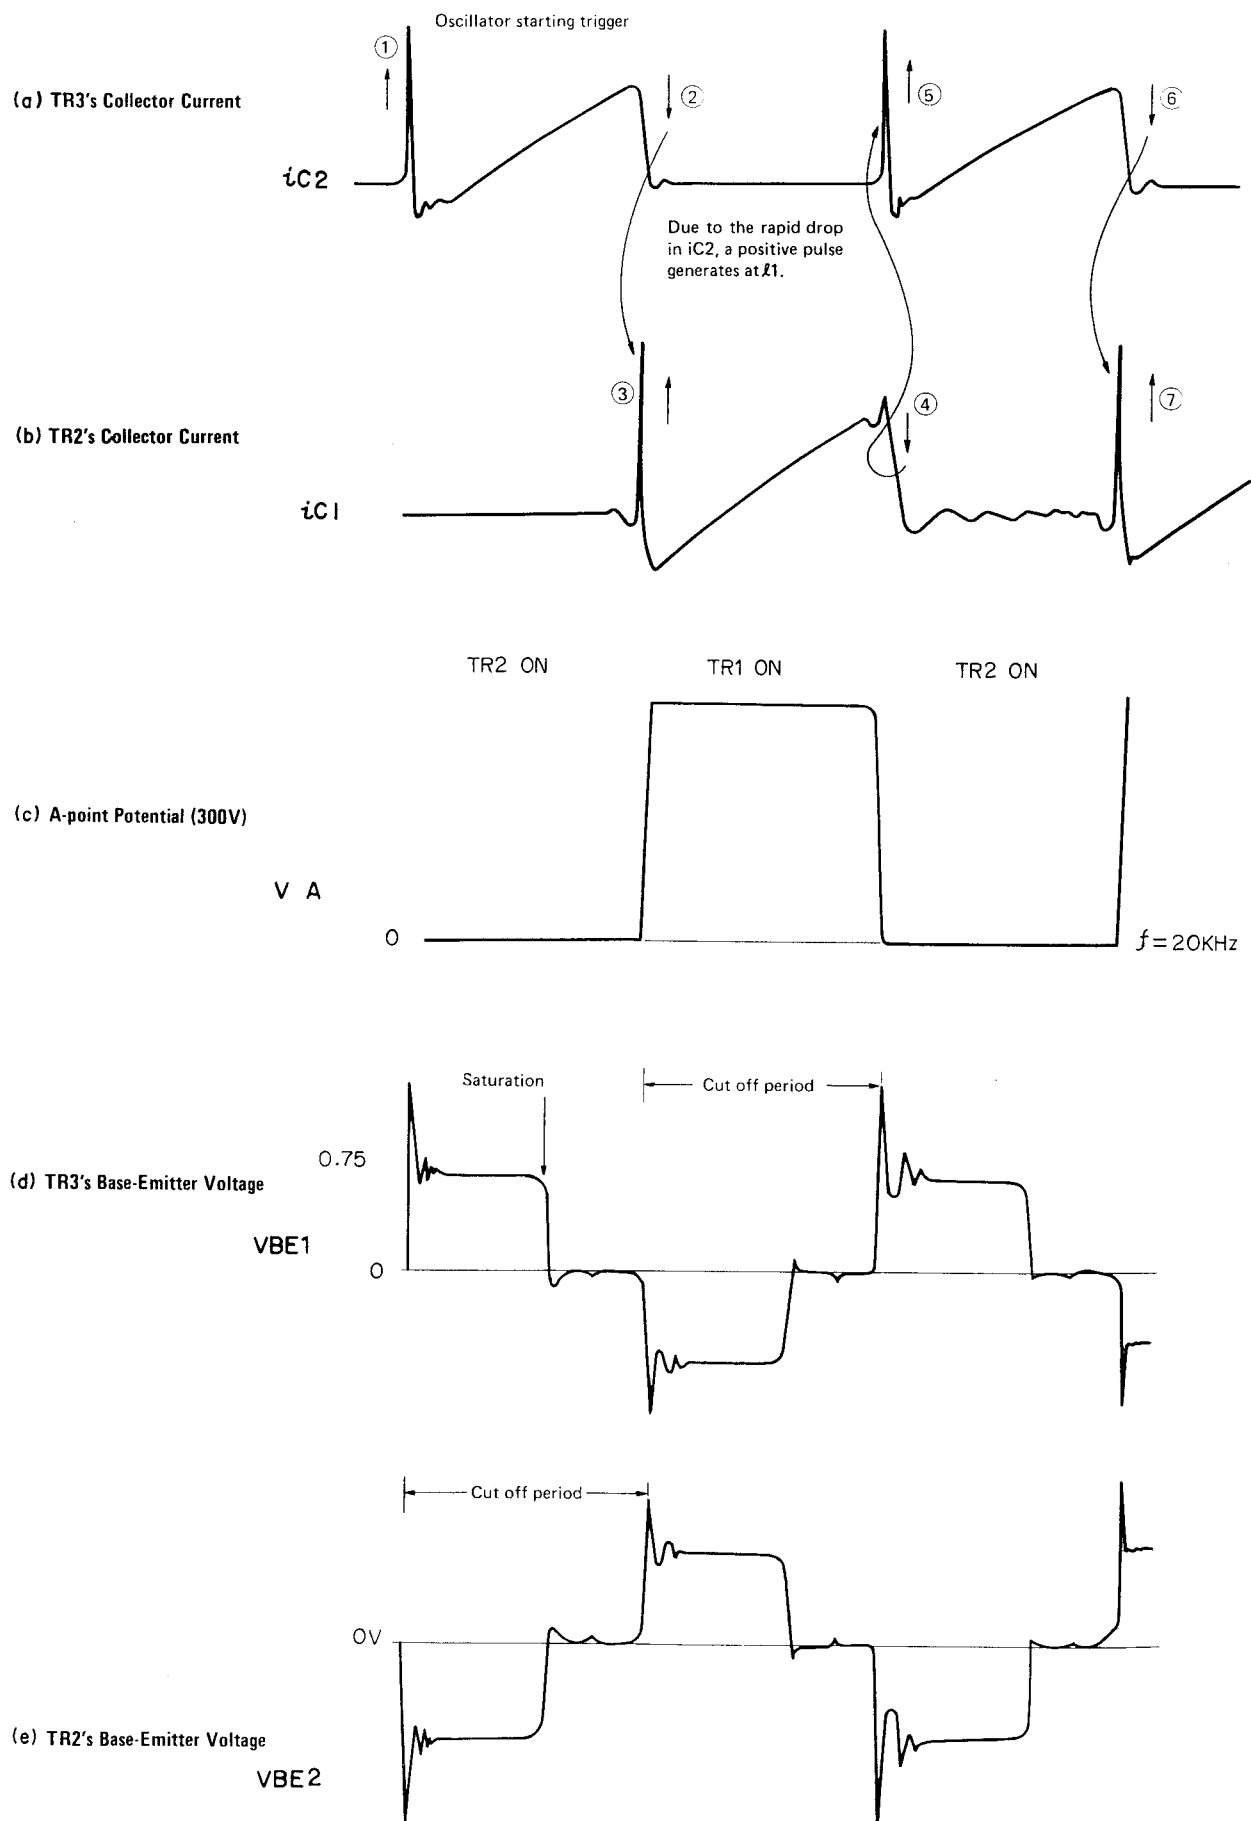 Oscillator starting trigger
①
(a) TR3's Collector Current
②
⑤
⑥
iC2
Due to the rapid drop
in iC2, a positive pulse
generates at ℓ1.
③
④
⑦
(b) TR2's Collector Current
iC1
TR2 ON
TR1 ON
TR2 ON
(c) A-point Potential (300V)
V A
0
f=20KHz
Saturation
Cut off period
0.75
(d) TR3's Base-Emitter Voltage
VBE1
0
Cut off period
0V
(e) TR2's Base-Emitter Voltage
VBE2